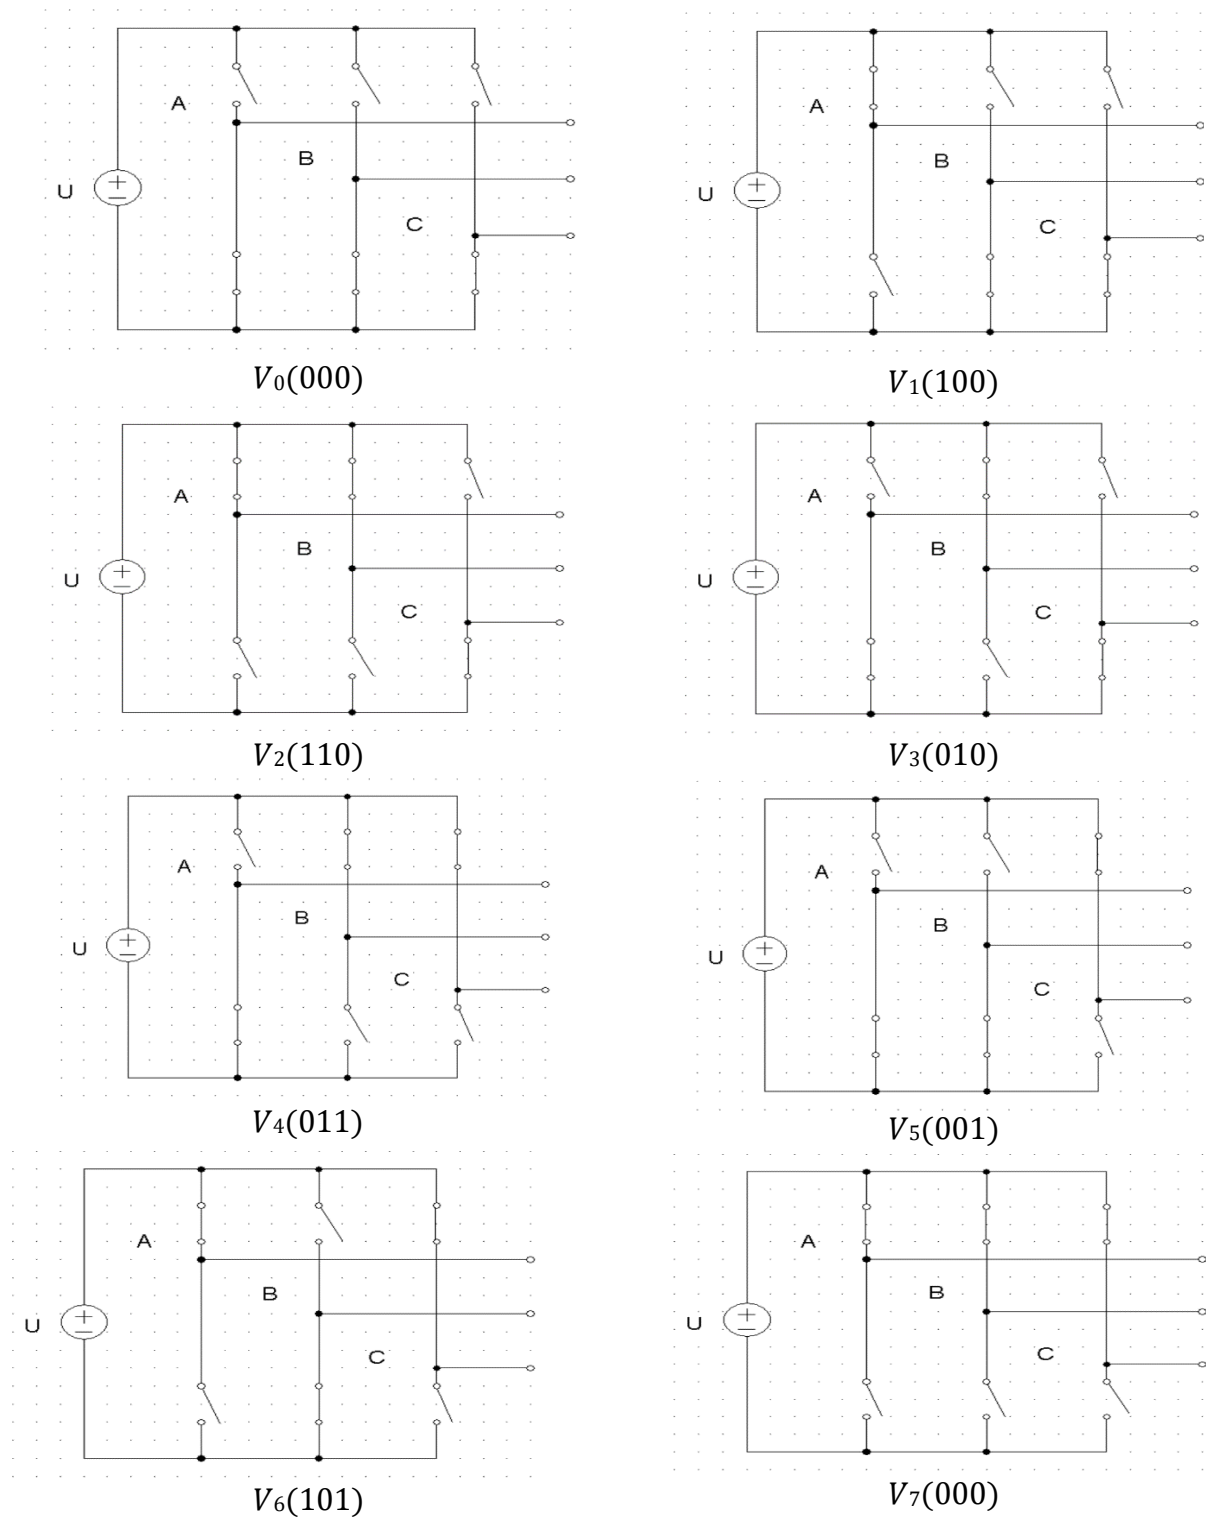 A
B
U
C
V0(000)
A
B
U
C
V1(100)
A
B
U
C
V2(110)
A
B
U
C
V3(010)
A
B
U
C
V4(011)
A
B
U
C
V5(001)
A
B
U
C
V6(101)
A
B
U
C
V7(000)